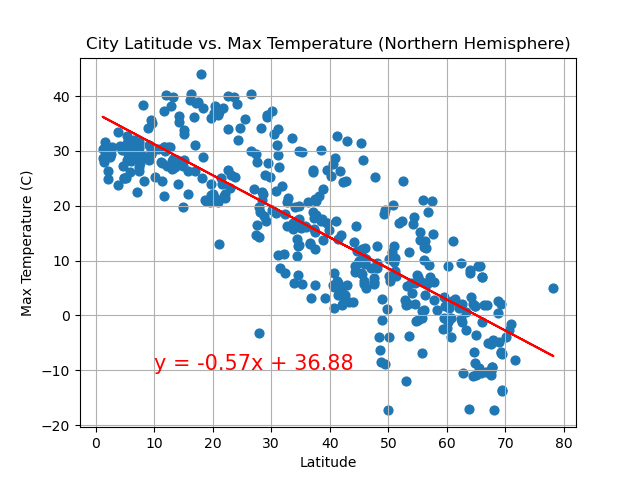 City Latitude vs. Max Temperature (Northern Hemisphere)
Max Temperature (C)
40
30
20
10
0
−10
−20
y = -0.57x + 36.88
0 10 20 30 40 50 60 70 80
Latitude